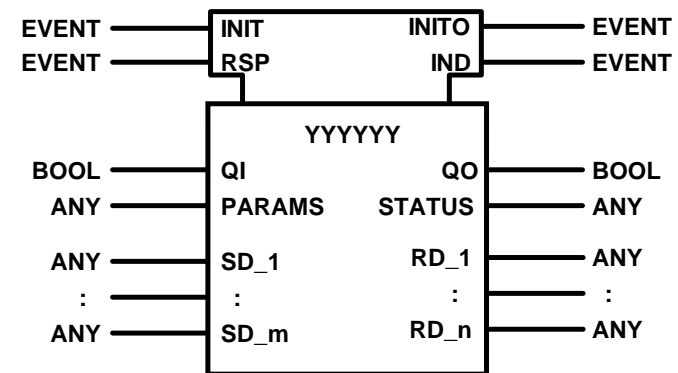 EVENT INIT INITO EVENT
EVENT RSP IND EVENT
YYYYYY
BOOL QI QO BOOL
ANY PARAMS STATUS ANY
ANY SD_1 RD_1 ANY
: : : :
ANY SD_m RD_n ANY